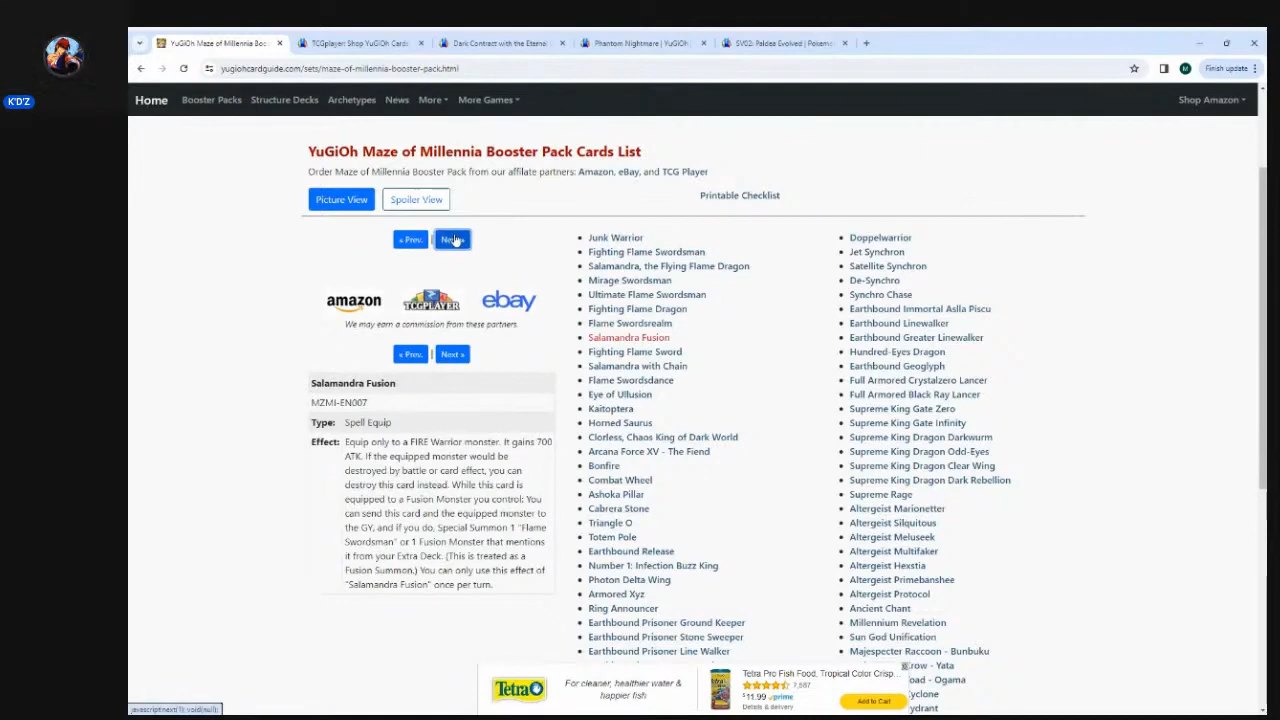 YuGiOh Maze of Millennia Boo
TCGplayer: Shop YuGiOh Cards
Dark Contract with the Eternal
Phantom Nightmare | YuGiOh
SV02: Paldea Evolved | Pokem
yugiohcardguide.com/sets/maze-of-millennia-booster-pack.html
M
Finish update
K'D'Z
Home
Booster Packs
Structure Decks
Archetypes
News
More
More Games
Shop Amazon
YuGiOh Maze of Millennia Booster Pack Cards List
Order Maze of Millennia Booster Pack from our affiliate partners: Amazon, eBay, and TCG Player
Picture View
Spoiler View
Printable Checklist
« Prev. |
amazon
TCGPLAYER
ebay
We may earn a commission from these partners.
« Prev. | Next »
Salamandra Fusion
MZMI-EN007
Type: Spell Equip
Effect: Equip only to a FIRE Warrior monster. It gains 700
ATK. If the equipped monster would be
destroyed by battle or card effect, you can
destroy this card instead. While this card is
equipped to a Fusion Monster you control: You
can send this card and the equipped monster to
the GY, and if you do, Special Summon 1 "Flame
Swordsman" or 1 Fusion Monster that mentions
it from your Extra Deck. (This is treated as a
Fusion Summon.) You can only use this effect of
"Salamandra Fusion" once per turn.
Junk Warrior
Fighting Flame Swordsman
Salamandra, the Flying Flame Dragon
Mirage Swordsman
Ultimate Flame Swordsman
Fighting Flame Dragon
Flame Swordsrealm
Salamandra Fusion
Fighting Flame Sword
Salamandra with Chain
Flame Swordsdance
Eye of Ullusion
Kaitoptera
Horned Saurus
Clorless, Chaos King of Dark World
Arcana Force XV - The Fiend
Bonfire
Combat Wheel
Ashoka Pillar
Cabrera Stone
Triangle O
Totem Pole
Earthbound Release
Number 1: Infection Buzz King
Photon Delta Wing
Armored Xyz
Ring Announcer
Earthbound Prisoner Ground Keeper
Earthbound Prisoner Stone Sweeper
Earthbound Prisoner Line Walker
Doppelwarrior
Jet Synchron
Satellite Synchron
De-Synchro
Synchro Chase
Earthbound Immortal Aslla Piscu
Earthbound Linewalker
Earthbound Greater Linewalker
Hundred-Eyes Dragon
Earthbound Geoglyph
Full Armored Crystalzero Lancer
Full Armored Black Ray Lancer
Supreme King Gate Zero
Supreme King Gate Infinity
Supreme King Dragon Darkwurm
Supreme King Dragon Odd-Eyes
Supreme King Dragon Clear Wing
Supreme King Dragon Dark Rebellion
Supreme Rage
Altergeist Marionetter
Altergeist Silquitous
Altergeist Meluseek
Altergeist Multifaker
Altergeist Hexstia
Altergeist Primebanshee
Altergeist Protocol
Ancient Chant
Millennium Revelation
Sun God Unification
Majespecter Raccoon - Bunbuku
Crow - Yata
oad - Ogama
yclone
ydrant
TETRA
For cleaner, healthier water &
happier fish
Tetra Pro Fish Food, Tropical Color Crisp...
7,587
$11.99 prime
Details & delivery
Add to Cart
javascript:next(1); void(null);